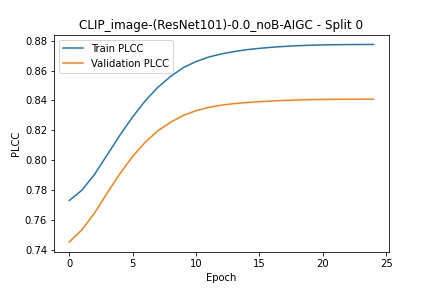 CLIP_image-(ResNet101)-0.0_noB-AIGC - Split 0
Train PLCC
Validation PLCC
PLCC
0.88
0.86
0.84
0.82
0.80
0.78
0.76
0.74
0 5 10 15 20 25
Epoch